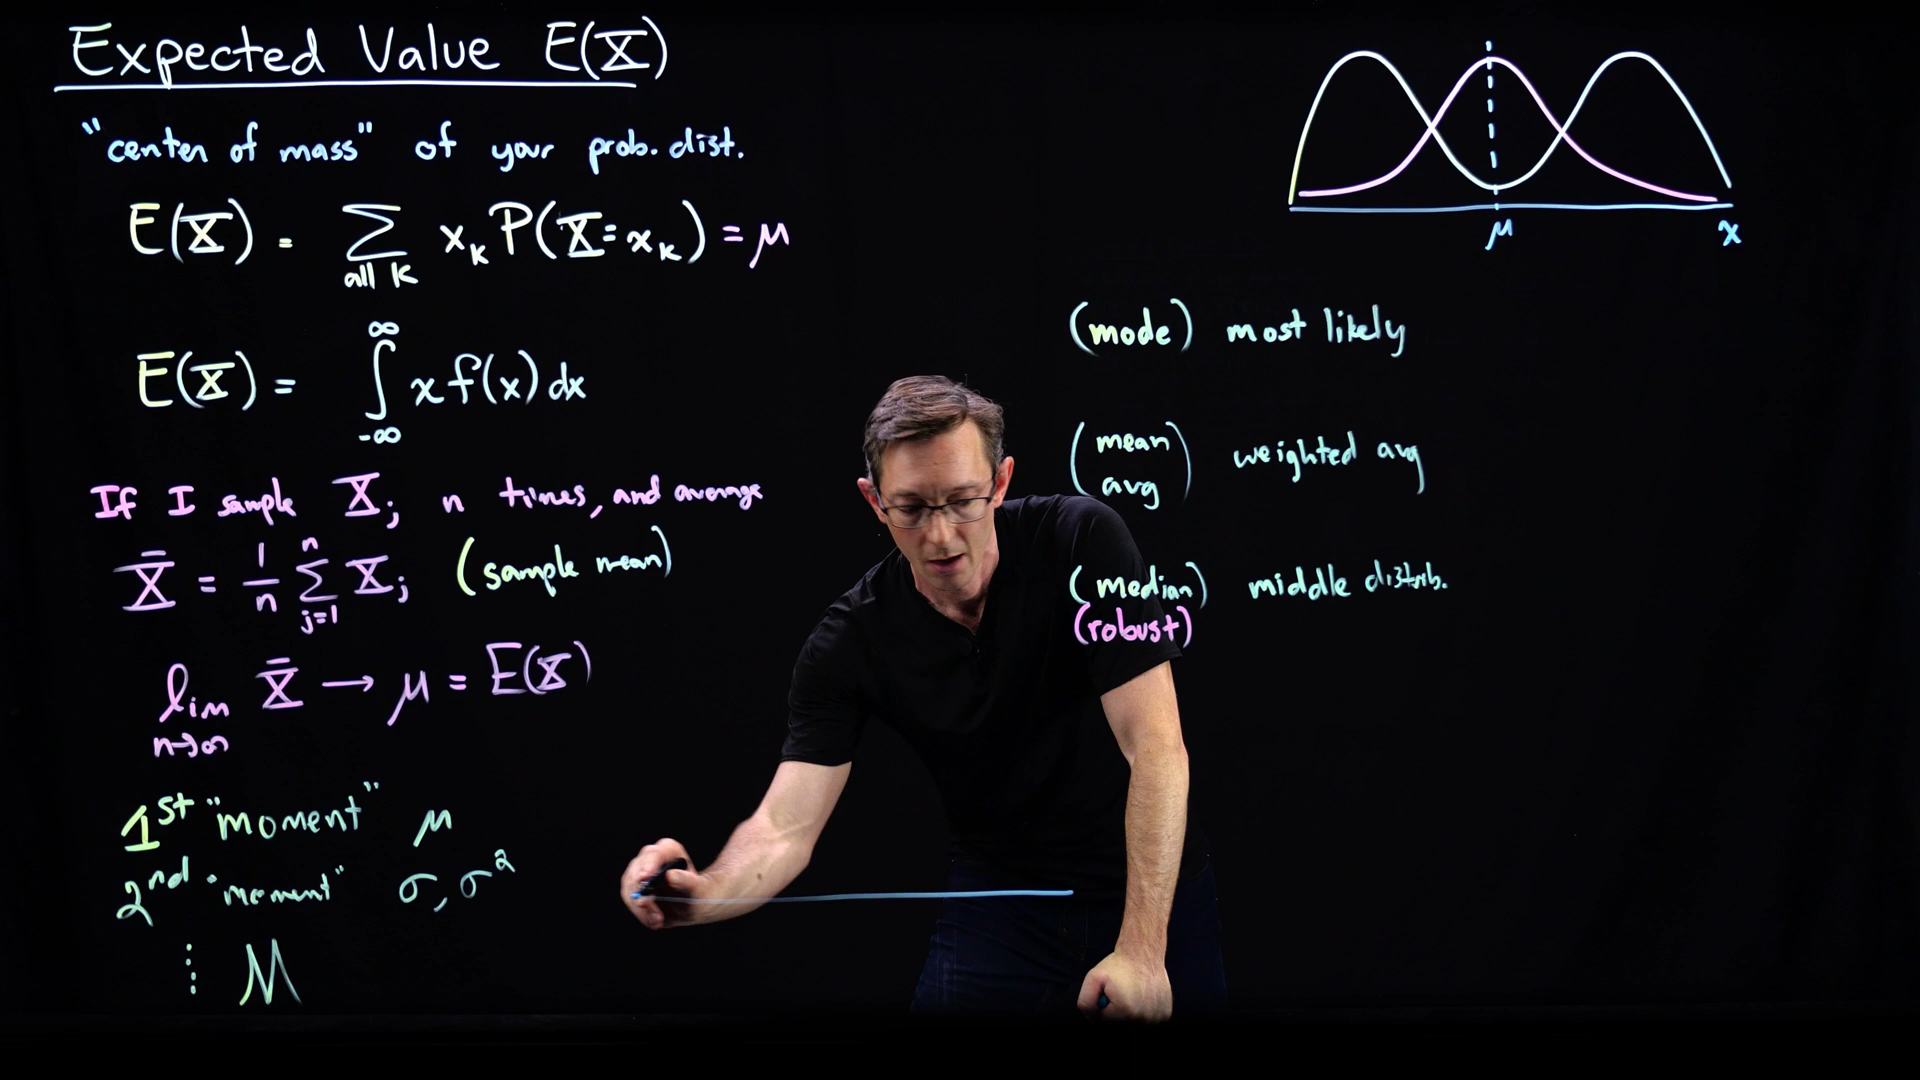 Expected Value E(X)
"center of mass" of your prob. dist.
E(X) = ∑ x_k P(X = x_k) = μ
all k
E(X) = ∫_{-∞}^{∞} x f(x) dx
If I sample X_j n times, and average
X̄ = 1/n ∑_{j=1}^{n} X_j (sample mean)
lim_{n→∞} X̄ → μ = E(X)
1st "moment" μ
2nd "moment" σ, σ²
⋮ M
μ x
(mode) most likely
(mean avg) weighted avg
(median) middle distrib.
(robust)